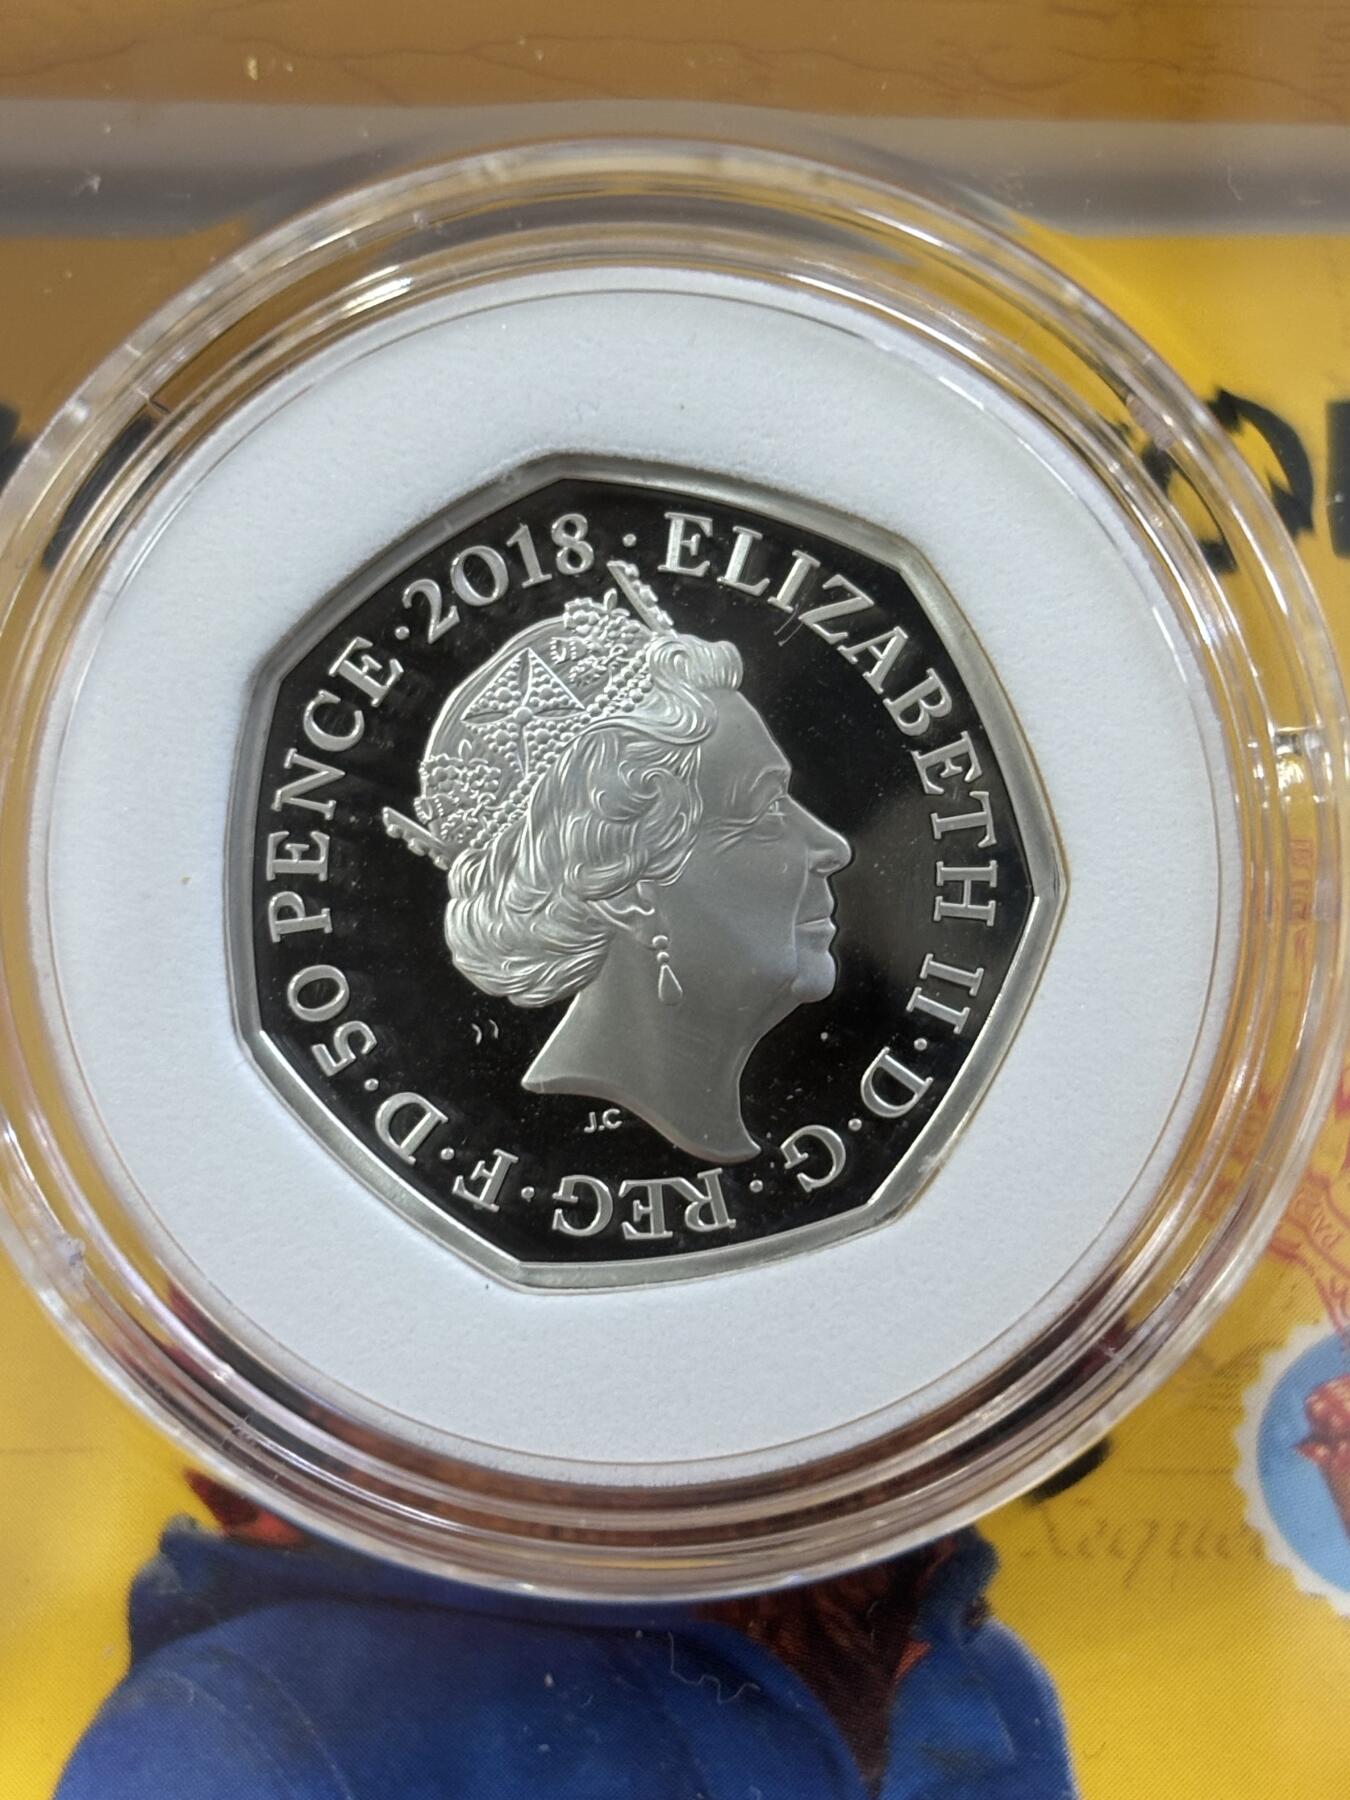 ELIZABETH II · D · G · REG · F · D · 50 PENCE · 2018 ·
J.C